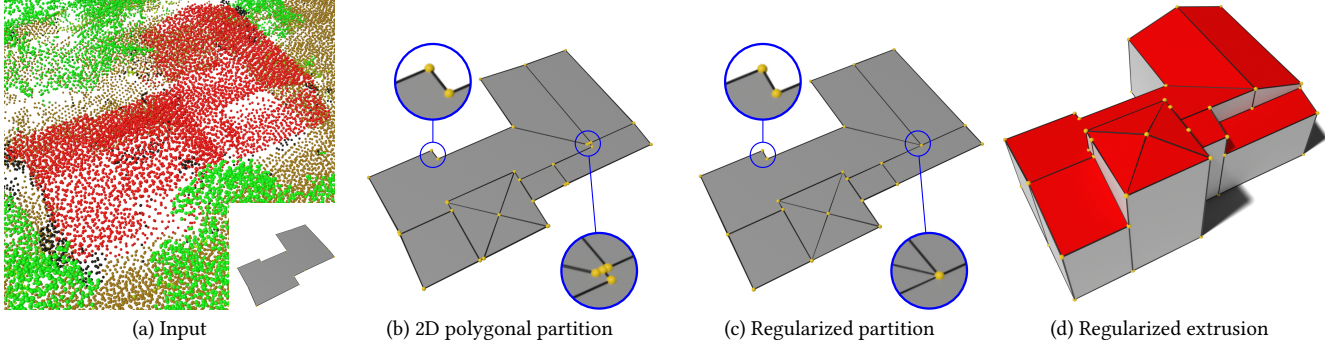 (a) Input
(b) 2D polygonal partition
(c) Regularized partition
(d) Regularized extrusion